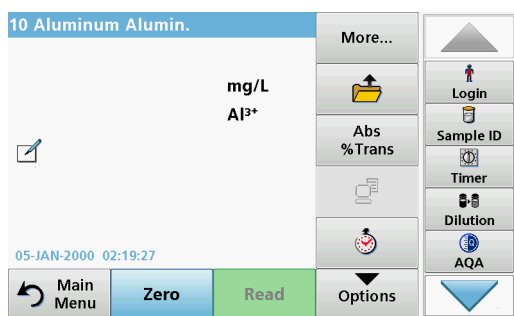 10 Aluminum Alumin.
mg/L
Al³⁺
05-JAN-2000 02:19:27
Main
Menu
Zero
Read
More...
Abs
%Trans
Options
Login
Sample ID
Timer
Dilution
AQA